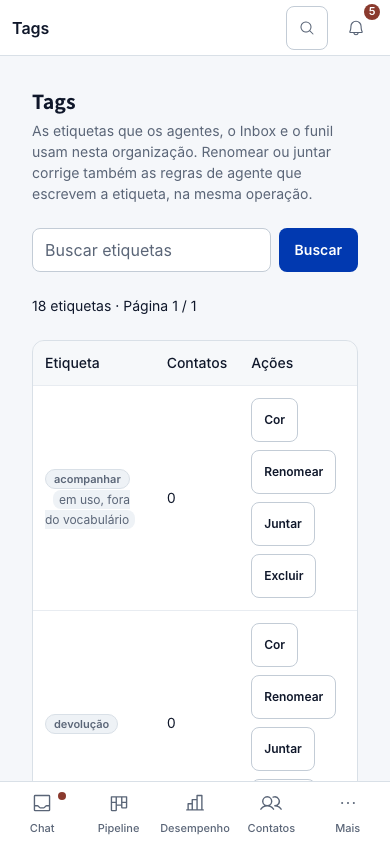 Tags
5
Tags
As etiquetas que os agentes, o Inbox e o funil
usam nesta organização. Renomear ou juntar
corrige também as regras de agente que
escrevem a etiqueta, na mesma operação.
Buscar etiquetas
Buscar
18 etiquetas · Página 1 / 1
Etiqueta Contatos Ações
acompanhar
em uso, fora
do vocabulário
0
Cor
Renomear
Juntar
Excluir
devolução
0
Cor
Renomear
Juntar
Chat Pipeline Desempenho Contatos Mais